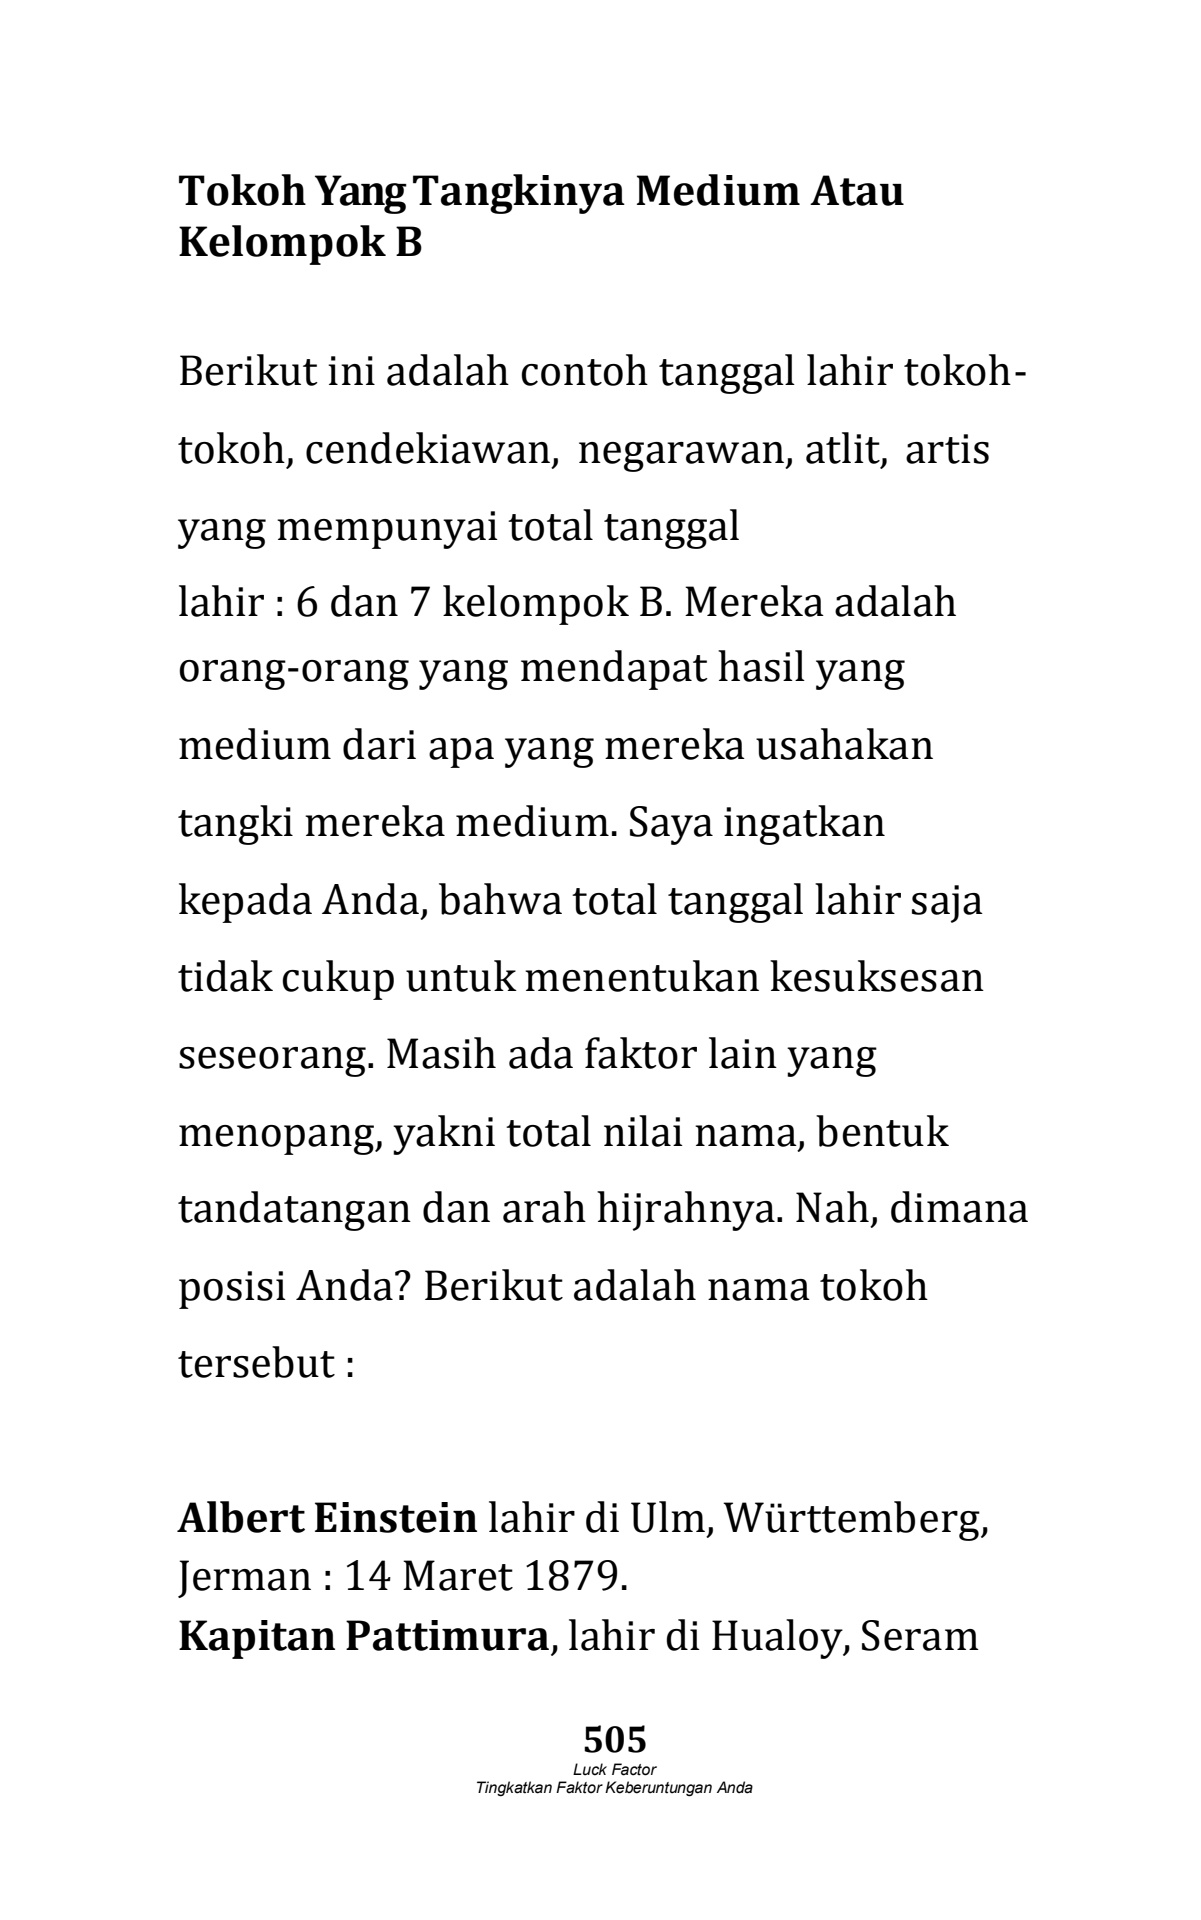 Tokoh Yang Tangkinya Medium Atau
Kelompok B
Berikut ini adalah contoh tanggal lahir tokoh-
tokoh, cendekiawan, negarawan, atlit, artis
yang mempunyai total tanggal
lahir : 6 dan 7 kelompok B. Mereka adalah
orang-orang yang mendapat hasil yang
medium dari apa yang mereka usahakan
tangki mereka medium. Saya ingatkan
kepada Anda, bahwa total tanggal lahir saja
tidak cukup untuk menentukan kesuksesan
seseorang. Masih ada faktor lain yang
menopang, yakni total nilai nama, bentuk
tandatangan dan arah hijrahnya. Nah, dimana
posisi Anda? Berikut adalah nama tokoh
tersebut :
Albert Einstein lahir di Ulm, Württemberg,
Jerman : 14 Maret 1879.
Kapitan Pattimura, lahir di Hualoy, Seram
505
Luck Factor
Tingkatkan Faktor Keberuntungan Anda